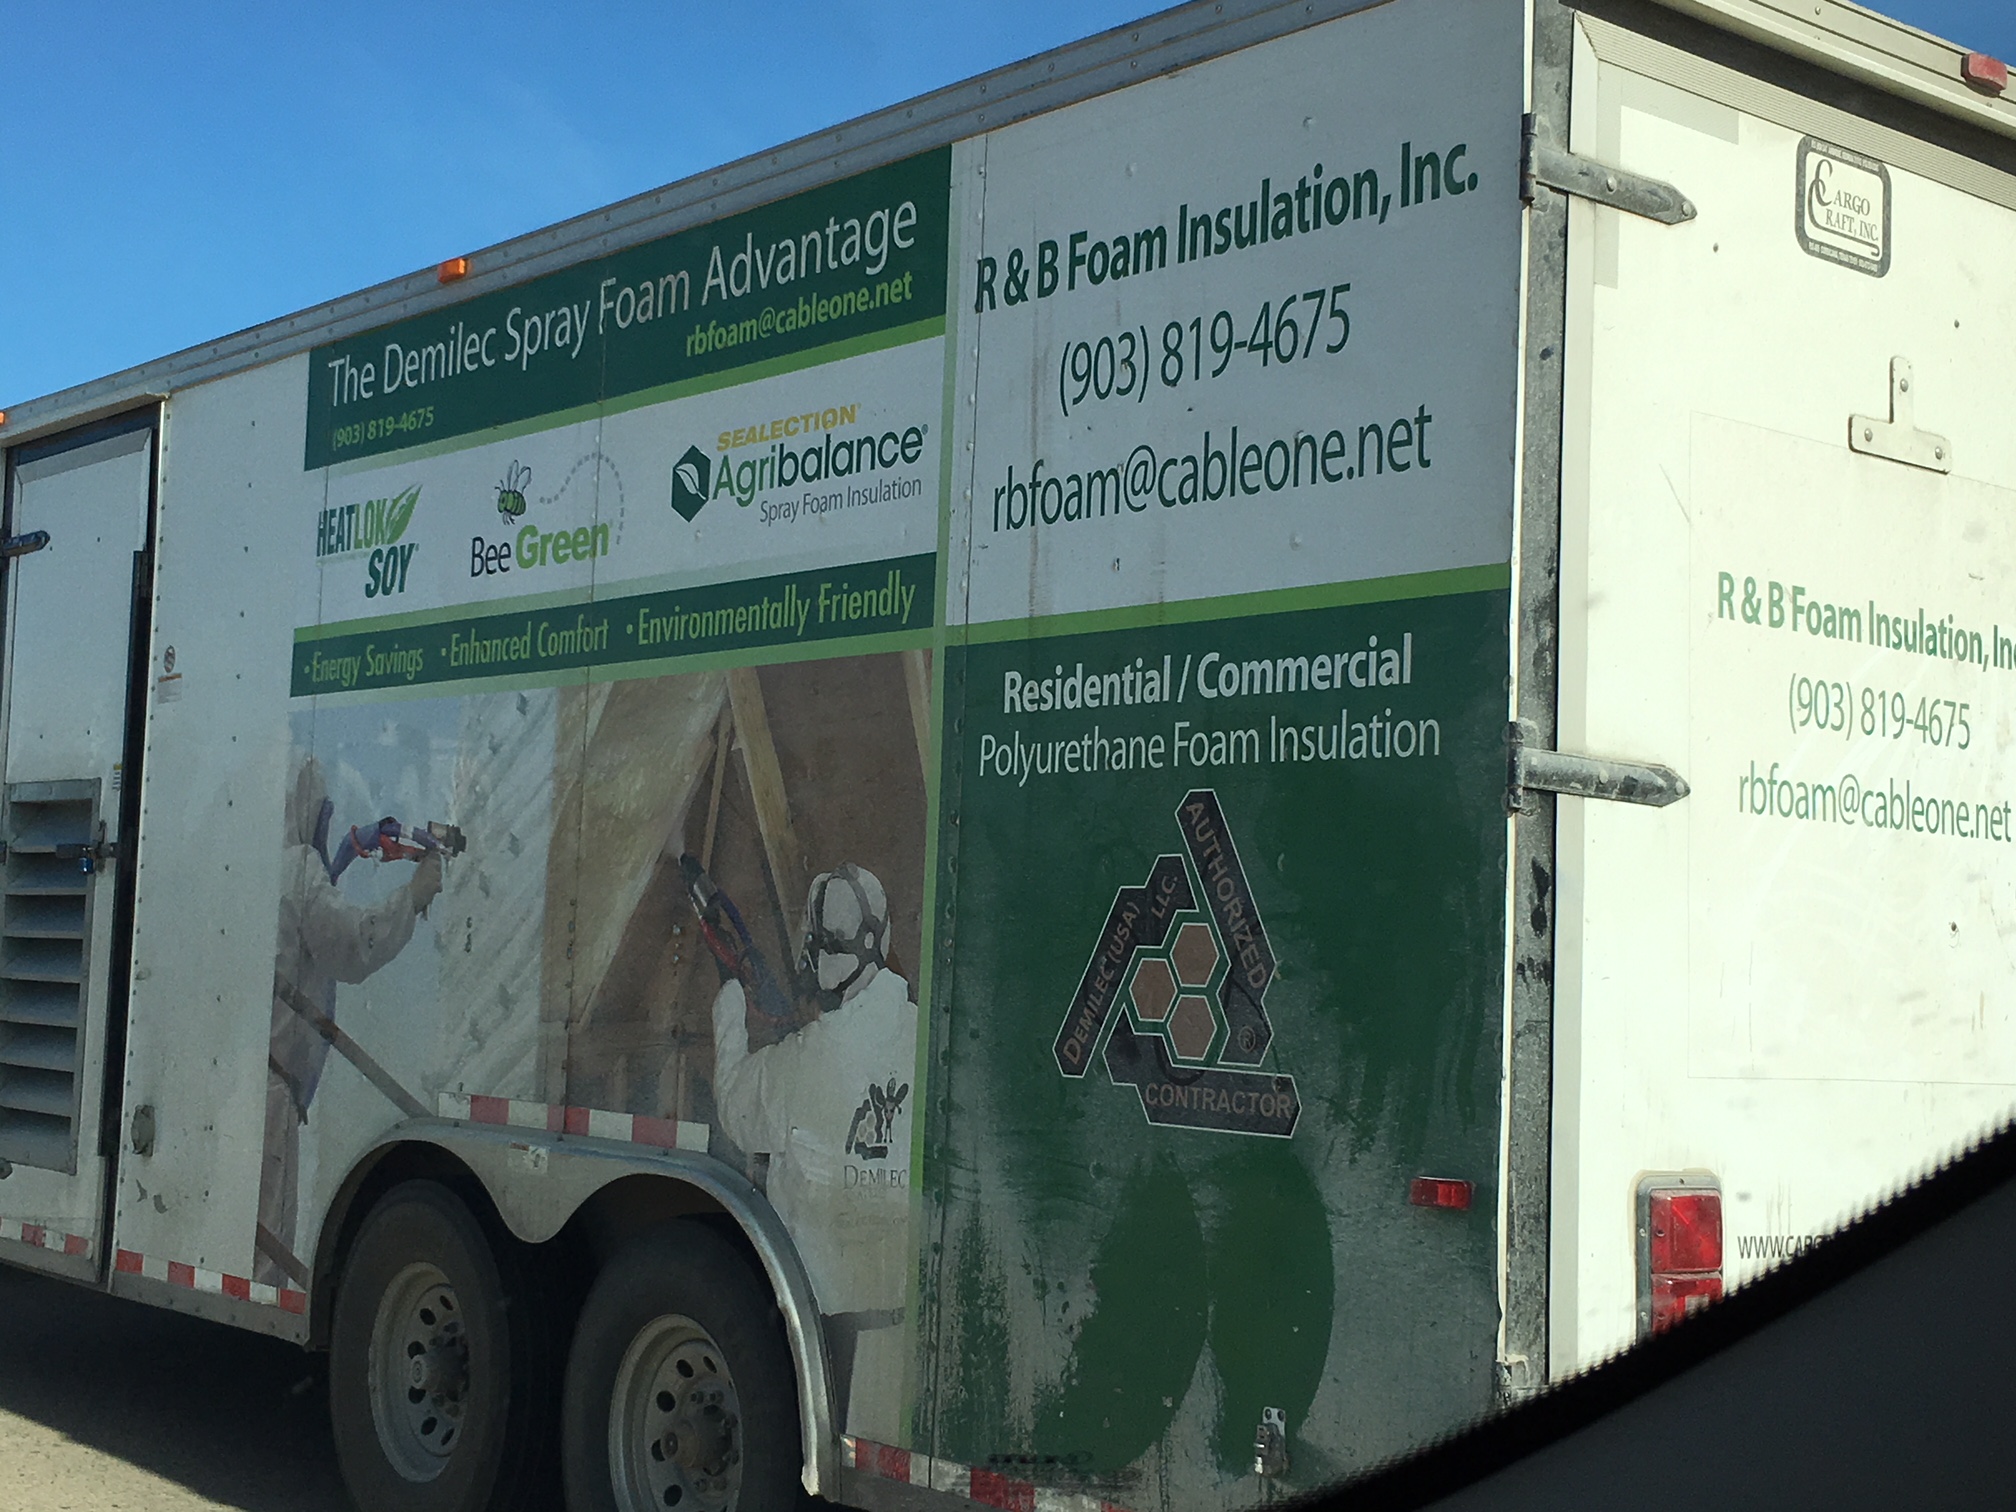 The Demilec Spray Foam Advantage
(903) 819-4675
rbfoam@cableone.net
HEATLOK
SOY
Bee Green
SEALECTION
Agribalance®
Spray Foam Insulation
• Energy Savings • Enhanced Comfort • Environmentally Friendly
R & B Foam Insulation, Inc.
(903) 819-4675
rbfoam@cableone.net
Residential / Commercial
Polyurethane Foam Insulation
DEMILEC (USA) LLC.
AUTHORIZED
®
CONTRACTOR
DEMILEC
CARGO
CRAFT, INC.
R & B Foam Insulation, Inc
(903) 819-4675
rbfoam@cableone.net
WWW.CARG